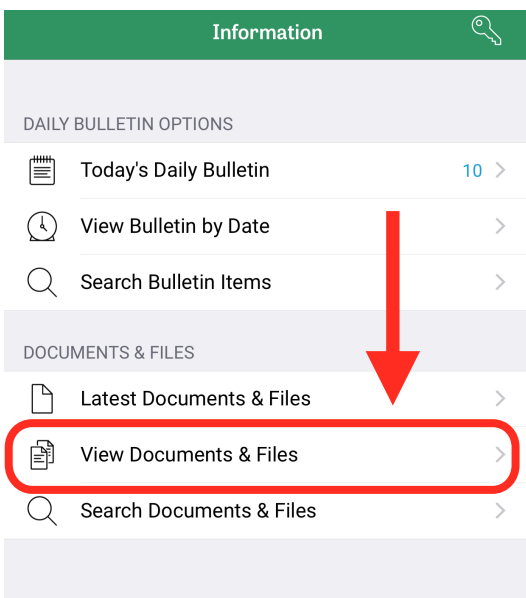 Information
DAILY BULLETIN OPTIONS
Today's Daily Bulletin 10
View Bulletin by Date
Search Bulletin Items
DOCUMENTS & FILES
Latest Documents & Files
View Documents & Files
Search Documents & Files